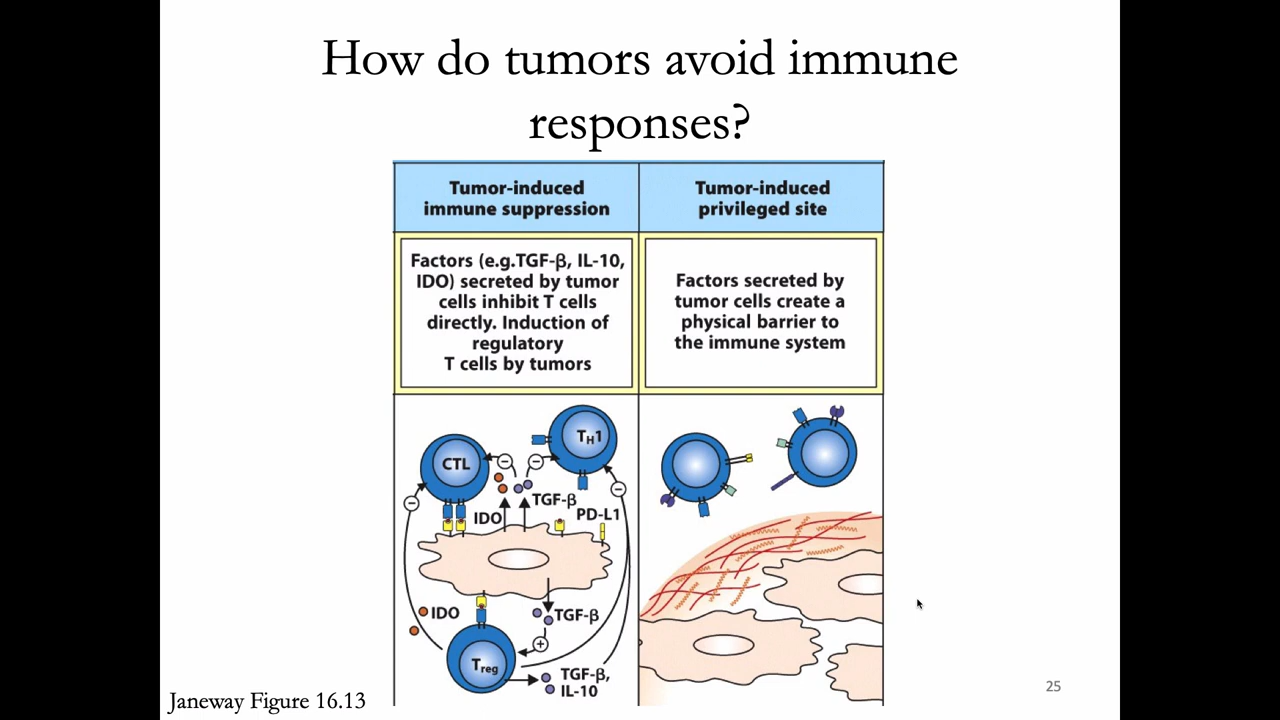 How do tumors avoid immune
responses?
Tumor-induced
immune suppression
Tumor-induced
privileged site
Factors (e.g.TGF-β, IL-10,
IDO) secreted by tumor
cells inhibit T cells
directly. Induction of
regulatory
T cells by tumors
Factors secreted by
tumor cells create a
physical barrier to
the immune system
TH1
CTL
−
−
−
−
TGF-β
IDO
PD-L1
IDO
TGF-β
+
Treg
TGF-β,
IL-10
Janeway Figure 16.13
25